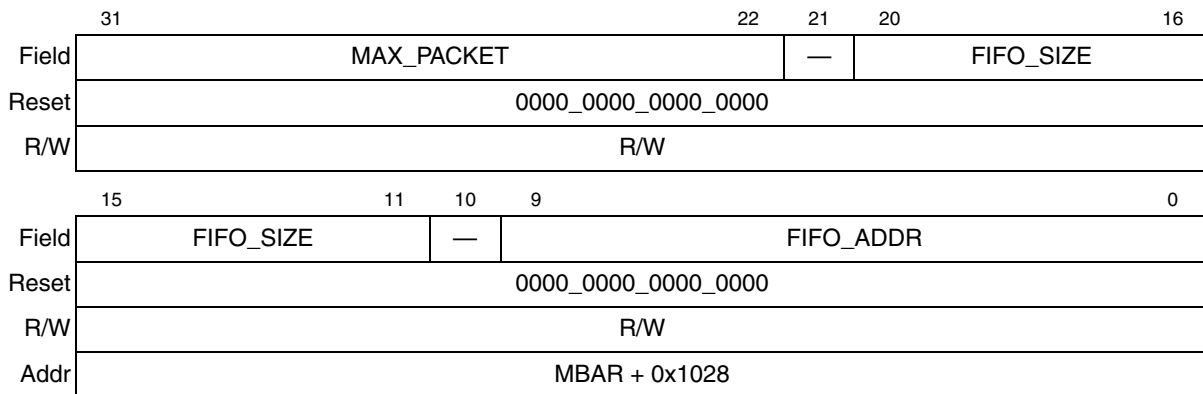 31 22 21 20 16
Field MAX_PACKET — FIFO_SIZE
Reset 0000_0000_0000_0000
R/W R/W
15 11 10 9 0
Field FIFO_SIZE — FIFO_ADDR
Reset 0000_0000_0000_0000
R/W R/W
Addr MBAR + 0x1028